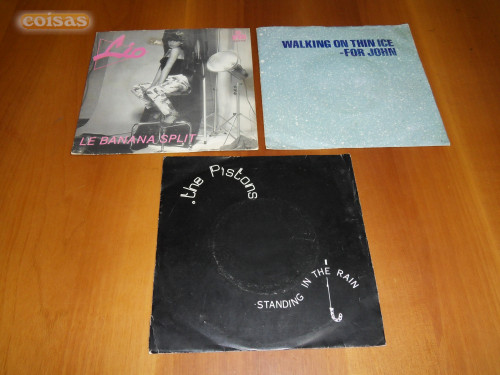 coisas
Lio
LE BANANA SPLIT
WALKING ON THIN ICE
-FOR JOHN
.the Pistons
-STANDING IN THE RAIN